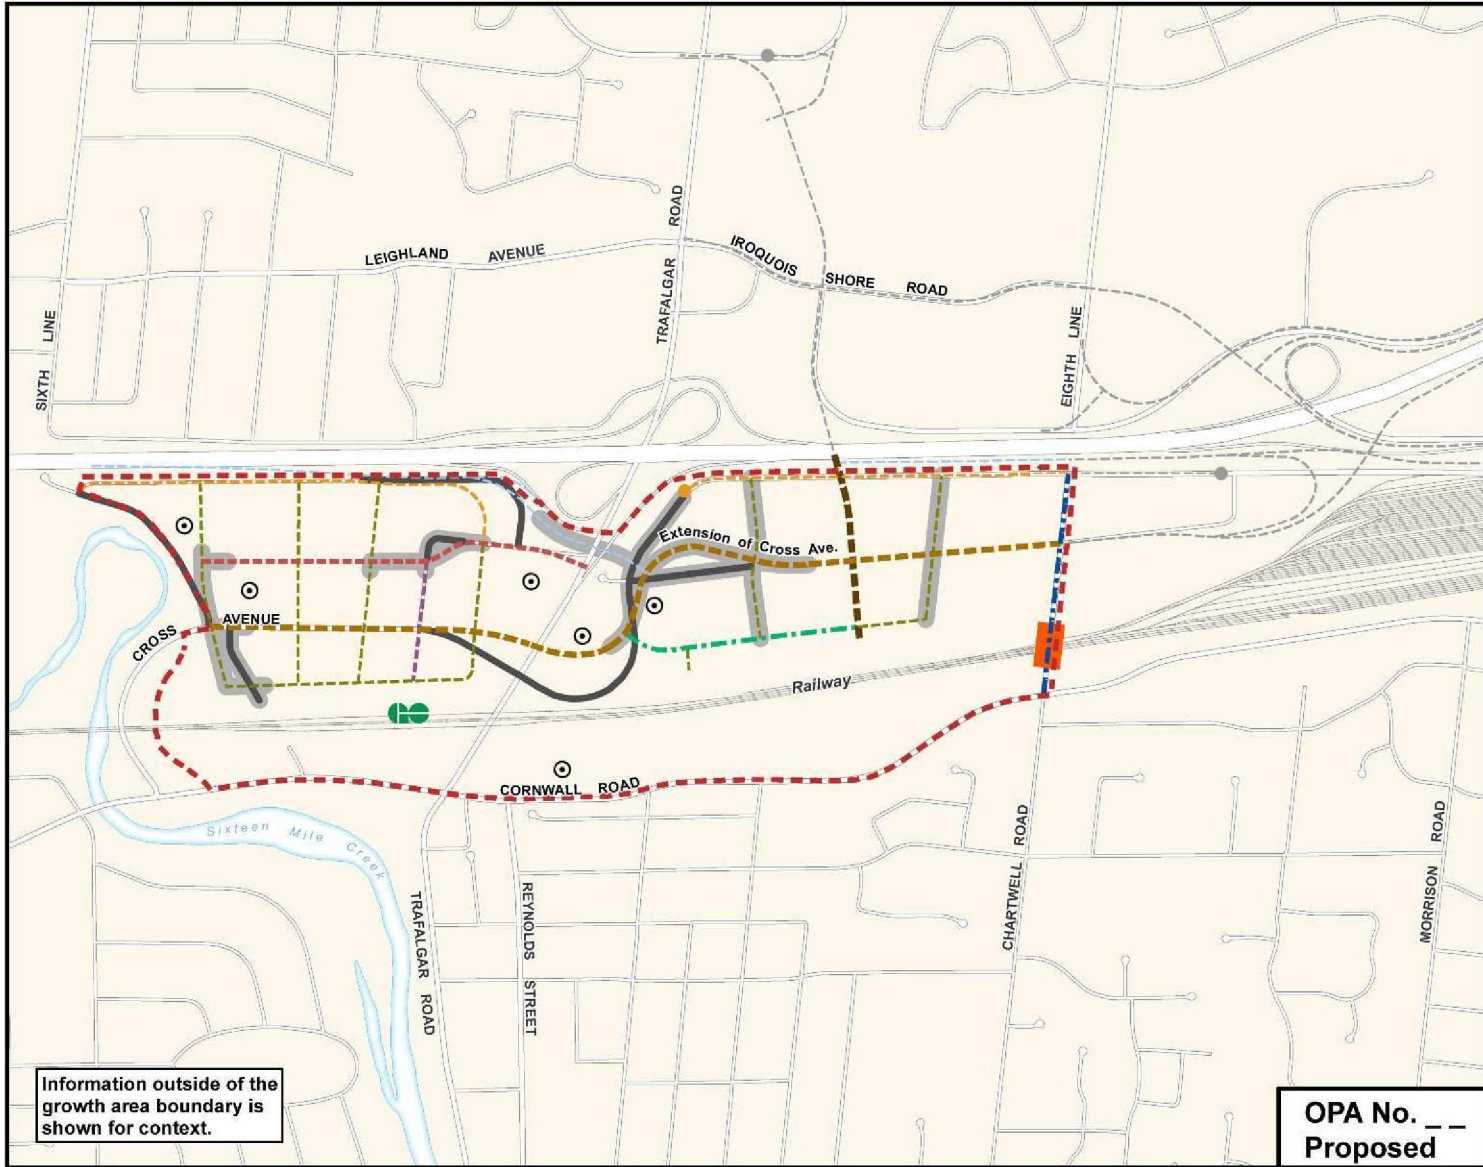 LEIGHLAND AVENUE
IROQUOIS SHORE ROAD
TRAFALGAR ROAD
SIXTH LINE
EIGHTH LINE
Extension of Cross Ave.
CROSS AVENUE
Railway
GO
CORNWALL ROAD
Sixteen Mile Creek
TRAFALGAR ROAD
REYNOLDS STREET
CHARTWELL ROAD
MORRISON ROAD
Information outside of the
growth area boundary is
shown for context.
OPA No. _ _
Proposed